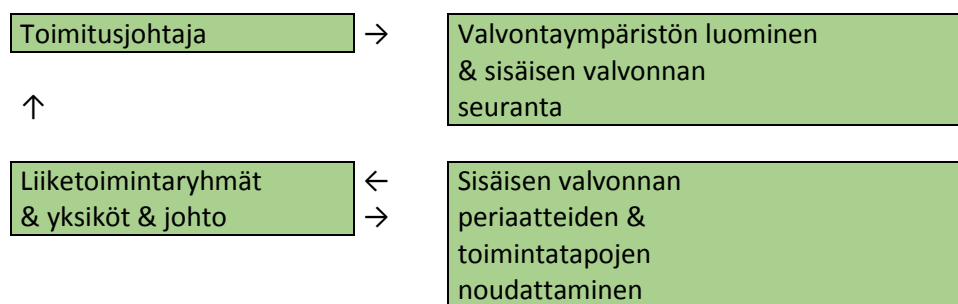 Toimitusjohtaja → Valvontaympäristön luominen
& sisäisen valvonnan
↑ seuranta
Liiketoimintaryhmät ← Sisäisen valvonnan
& yksiköt & johto → periaatteiden &
toimintatapojen
noudattaminen